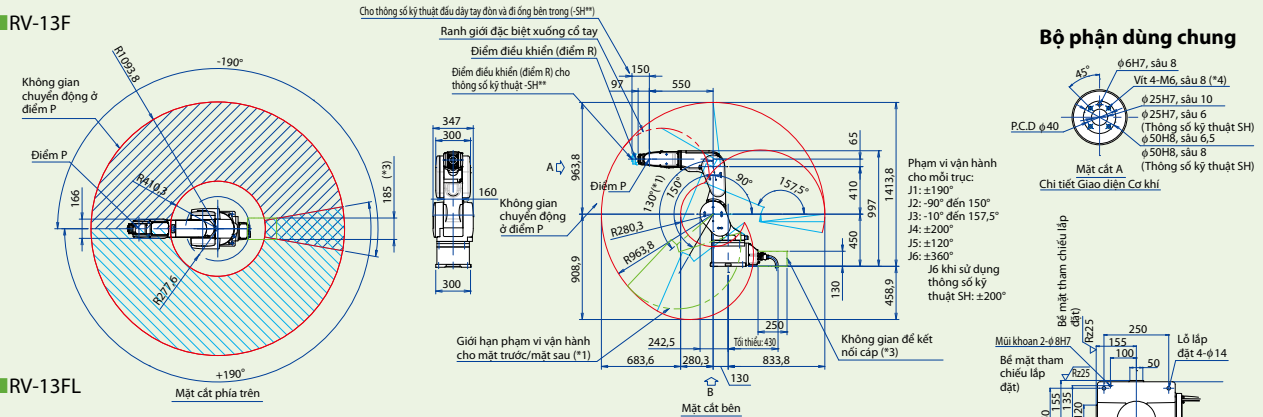 RV-13F
Không gian
chuyển động ở
điểm P
R1093,8
-190°
Điểm P
R410,3
166
185 (*3)
R277,6
+190°
Mặt cắt phía trên
RV-13FL
347
300
160
300
Cho thông số kỹ thuật đầu dây tay đòn và đi ống bên trong (-SH**)
Ranh giới đặc biệt xuống cổ tay
Điểm điều khiển (điểm R)
Điểm điều khiển (điểm R) cho
thông số kỹ thuật -SH**
150
97
550
A
963,8
Điểm P
Không gian
chuyển động
ở điểm P
130°(*1)
150°
90°
157,5°
R280,3
R963,8
908,9
65
410
450
997
1413,8
130
458,9
250
Giới hạn phạm vi vận hành
cho mặt trước/mặt sau (*1)
242,5
Tối thiểu: 430
683,6
280,3
833,8
130
B
Mặt cắt bên
Không gian để kết
nối cáp (*3)
Phạm vi vận hành
cho mỗi trục:
J1: ±190°
J2: -90° đến 150°
J3: -10° đến 157,5°
J4: ±200°
J5: ±120°
J6: ±360°
J6 khi sử dụng
thông số kỹ
thuật SH: ±200°
Bộ phận dùng chung
45°
ϕ6H7, sâu 8
Vít 4-M6, sâu 8 (*4)
ϕ25H7, sâu 10
ϕ25H7, sâu 6
(Thông số kỹ thuật SH)
ϕ50H8, sâu 6,5
ϕ50H8, sâu 8
(Thông số kỹ thuật SH)
P.C.D ϕ40
Mặt cắt A
Chi tiết Giao diện Cơ khí
Bề mặt tham chiếu lắp
đặt)
Rz25
Mũi khoan 2-ϕ8H7
Bề mặt tham
chiếu lắp
đặt)
Rz25
250
155
100
50
Lỗ lắp
đặt 4-ϕ14
155
135
120